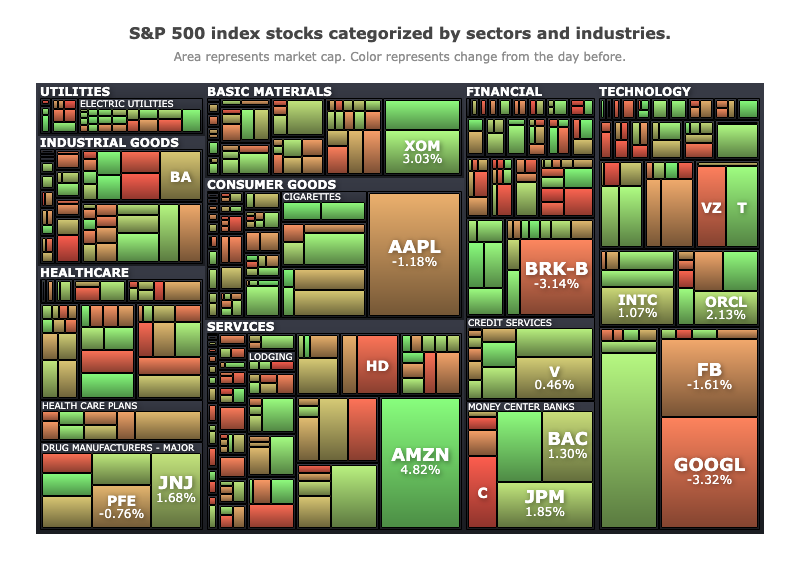 S&P 500 index stocks categorized by sectors and industries.
Area represents market cap. Color represents change from the day before.
UTILITIES
ELECTRIC UTILITIES
INDUSTRIAL GOODS
BA
HEALTHCARE
HEALTH CARE PLANS
DRUG MANUFACTURERS - MAJOR
PFE
-0.76%
JNJ
1.68%
BASIC MATERIALS
XOM
3.03%
CONSUMER GOODS
CIGARETTES
AAPL
-1.18%
SERVICES
LODGING
HD
AMZN
4.82%
FINANCIAL
BRK-B
-3.14%
CREDIT SERVICES
V
0.46%
MONEY CENTER BANKS
C
BAC
1.30%
JPM
1.85%
TECHNOLOGY
VZ
T
INTC
1.07%
ORCL
2.13%
FB
-1.61%
GOOGL
-3.32%